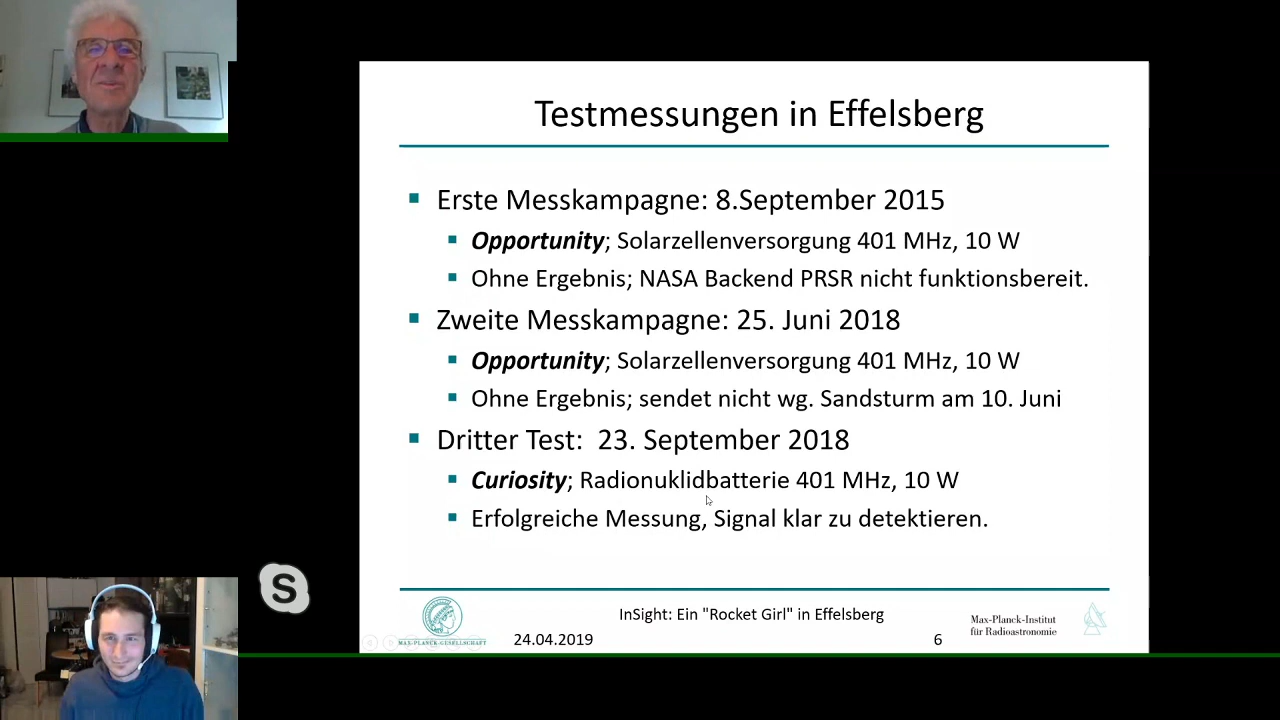 Testmessungen in Effelsberg
Erste Messkampagne: 8.September 2015
Opportunity; Solarzellenversorgung 401 MHz, 10 W
Ohne Ergebnis; NASA Backend PRSR nicht funktionsbereit.
Zweite Messkampagne: 25. Juni 2018
Opportunity; Solarzellenversorgung 401 MHz, 10 W
Ohne Ergebnis; sendet nicht wg. Sandsturm am 10. Juni
Dritter Test: 23. September 2018
Curiosity; Radionuklidbatterie 401 MHz, 10 W
Erfolgreiche Messung, Signal klar zu detektieren.
S
MAX-PLANCK-GESELLSCHAFT
24.04.2019
InSight: Ein "Rocket Girl" in Effelsberg
6
Max-Planck-Institut
für Radioastronomie